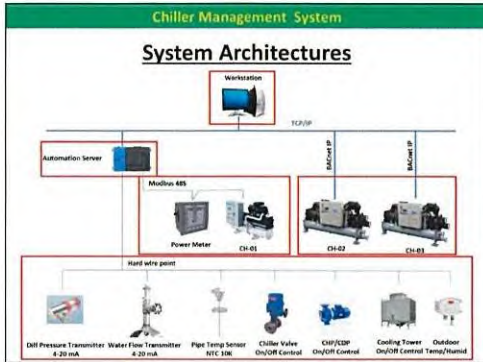 Chiller Management System
System Architectures
Workstation
TCP/IP
Automation Server
BACnet IP
BACnet IP
Modbus 485
Power Meter
CH-01
CH-02
CH-03
Hard wire point
Diff Pressure Transmitter
4-20 mA
Water Flow Transmitter
4-20 mA
Pipe Temp Sensor
NTC 10K
Chiller Valve
On/Off Control
CHP/CDP
On/Off Control
Cooling Tower
On/Off Control
Outdoor
Temp/Humid